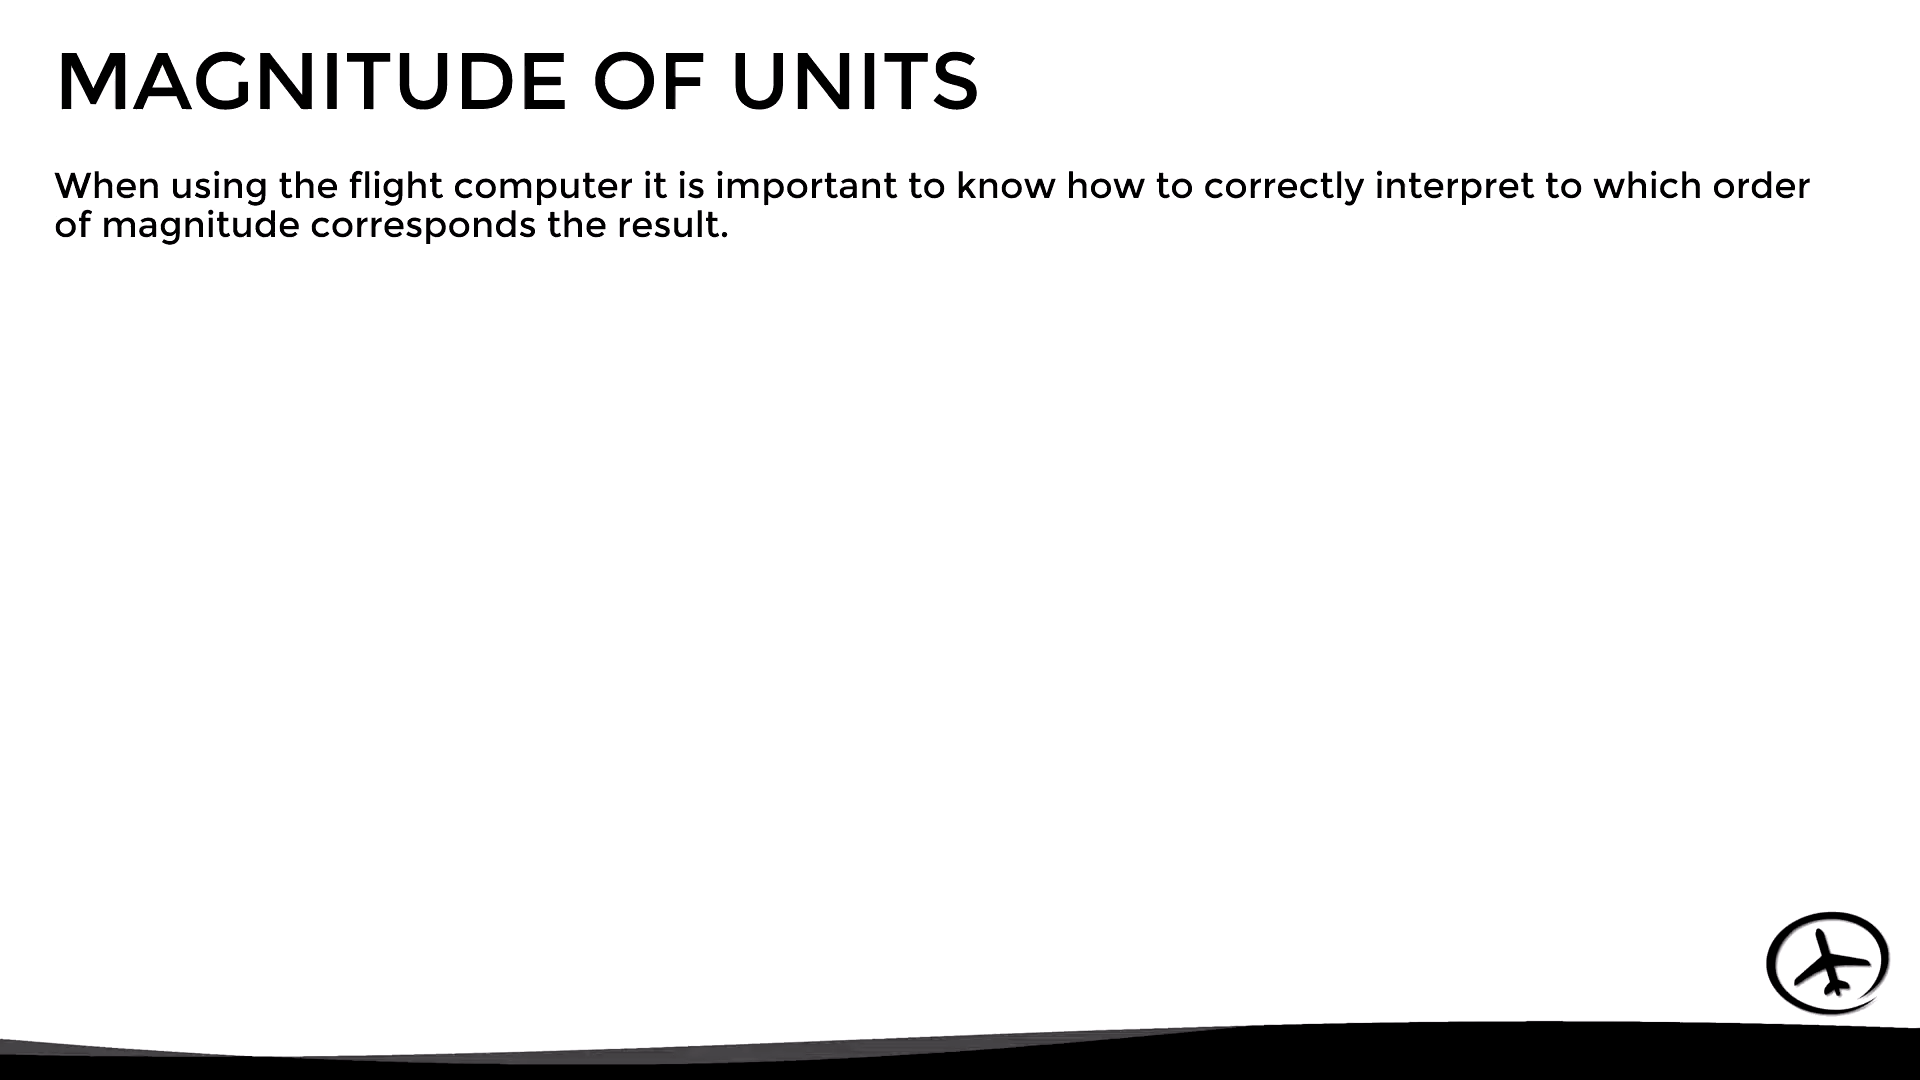 MAGNITUDE OF UNITS
When using the flight computer it is important to know how to correctly interpret to which order
of magnitude corresponds the result.